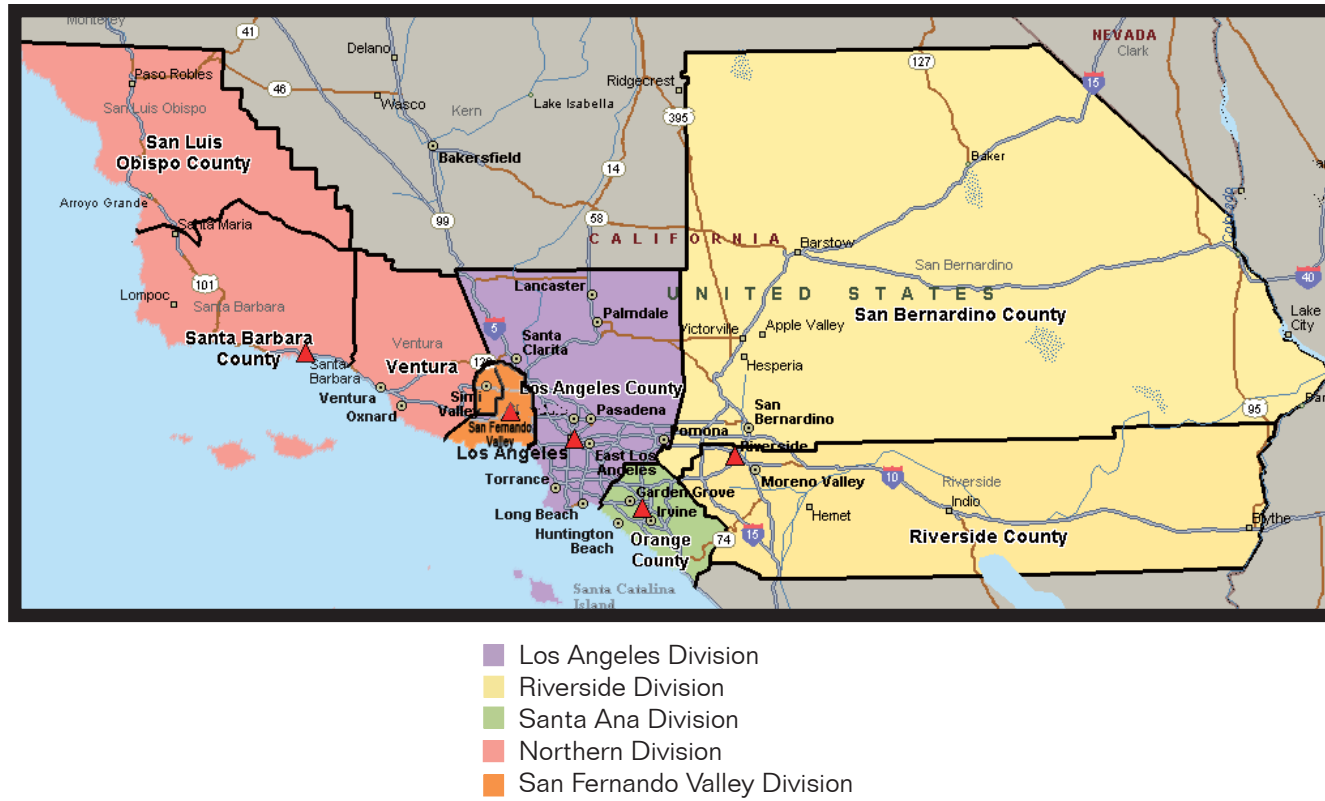 Monterey
41
Delano
NEVADA
Clark
127
15
Paso Robles
46
Wasco
Ridgecrest
Lake Isabella
Kern
395
San Luis Obispo
San Luis
Obispo County
Bakersfield
Baker
14
Arroyo Grande
Santa Maria
99
58
CALIFORNIA
Barstow
Colorado
San Bernardino
40
101
Lompoc
Santa Barbara
Lancaster
UNITED STATES
San Bernardino County
Palmdale
5
Victorville
Apple Valley
Lake
City
Santa Barbara
County
Santa
Barbara
Ventura
Ventura
Santa
Clarita
Hesperia
Los Angeles County
Ventura
Oxnard
Simi
Valley
San Fernando
Valley
Pasadena
San
Bernardino
95
Pomona
Riverside
Los Angeles
East Los
Angeles
Torrance
Moreno Valley
10
Riverside
Indio
Garden Grove
Long Beach
Irvine
Hemet
Blythe
Huntington
Beach
Orange
County
74
15
Riverside County
Santa Catalina
Island
Los Angeles Division
Riverside Division
Santa Ana Division
Northern Division
San Fernando Valley Division